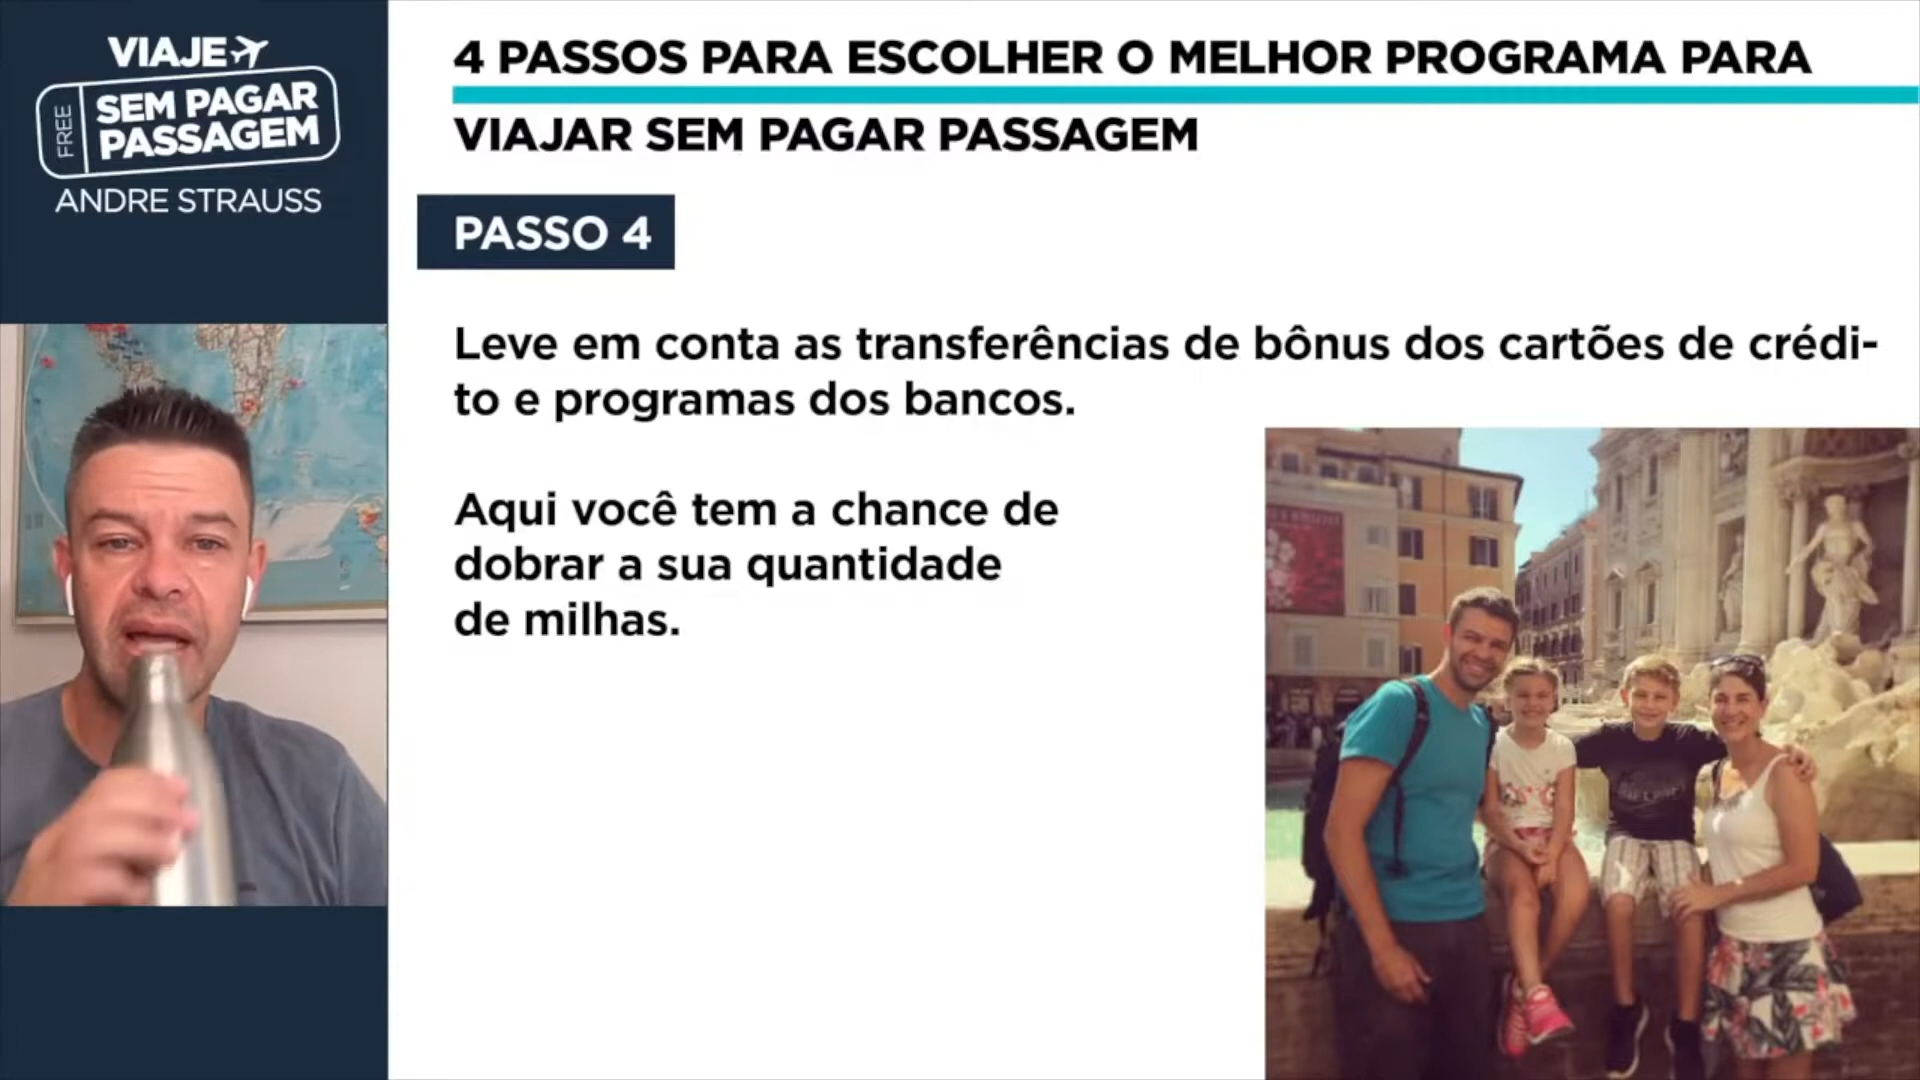 VIAJE
FREE
SEM PAGAR
PASSAGEM
ANDRE STRAUSS
4 PASSOS PARA ESCOLHER O MELHOR PROGRAMA PARA
VIAJAR SEM PAGAR PASSAGEM
PASSO 4
Leve em conta as transferências de bônus dos cartões de crédi-
to e programas dos bancos.
Aqui você tem a chance de
dobrar a sua quantidade
de milhas.